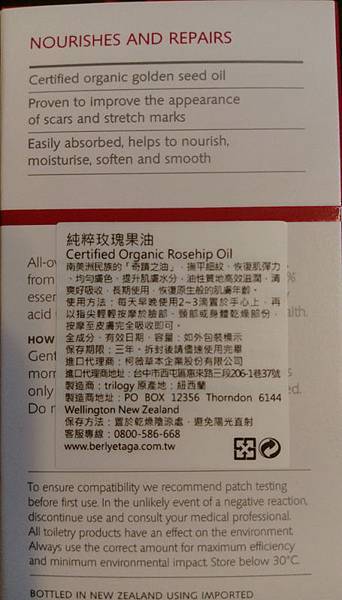 NOURISHES AND REPAIRS
Certified organic golden seed oil
Proven to improve the appearance
of scars and stretch marks
Easily absorbed, helps to nourish,
moisturise, soften and smooth
純粹玫瑰果油
Certified Organic Rosehip Oil
南美洲民族的「奇蹟之油」, 撫平細紋、恢復肌彈力
、均勻膚色、提升肌膚水分, 油性質地高效滋潤, 清
爽好吸收, 長期使用, 恢復原生般的肌膚年齡。
使用方法：每天早晚使用2~3滴置於手心上, 再
以指尖輕輕按摩於臉部、頸部或身體乾燥部份,
按摩至皮膚完全吸收即可。
全成分、有效日期、容量：如外包裝標示
保存期限：三年。拆封後請儘速使用完畢
進口代理商：柯的草本企業股份有限公司
進口代理商地址：台中市西屯區惠來路三段206-1巷37號
製造商：trilogy 原產地：紐西蘭
製造商地址：PO BOX 12356 Thorndon 6144
Wellington New Zealand
保存方法：置於乾燥陰涼處, 避免陽光直射
客服專線：0800-586-668
www.berlyetaga.com.tw
All-o
from
essen
acid
alth.
HOW
Gent
morn
only
ed.
Do n
To ensure compatibility we recommend patch testing
before first use. In the unlikely event of a negative reaction,
discontinue use and consult your medical professional.
All toiletry products have an effect on the environment.
Always use the correct amount for maximum efficiency
and minimum environmental impact. Store below 30°C.
BOTTLED IN NEW ZEALAND USING IMPORTED